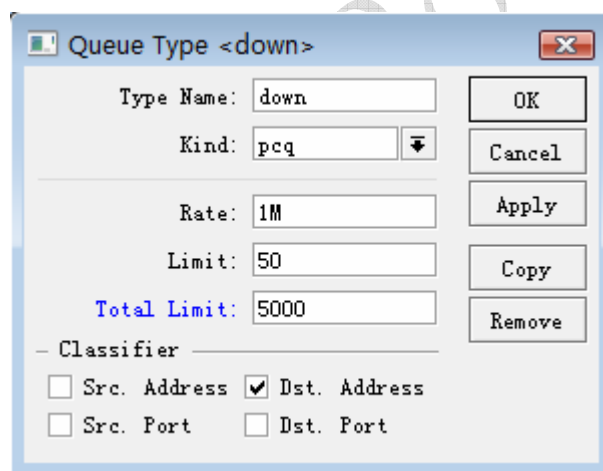 Queue Type <down>
Type Name: down
OK
Kind: pcq
Cancel
Rate: 1M
Apply
Limit: 50
Copy
Total Limit: 5000
Remove
Classifier
Src. Address Dst. Address
Src. Port Dst. Port